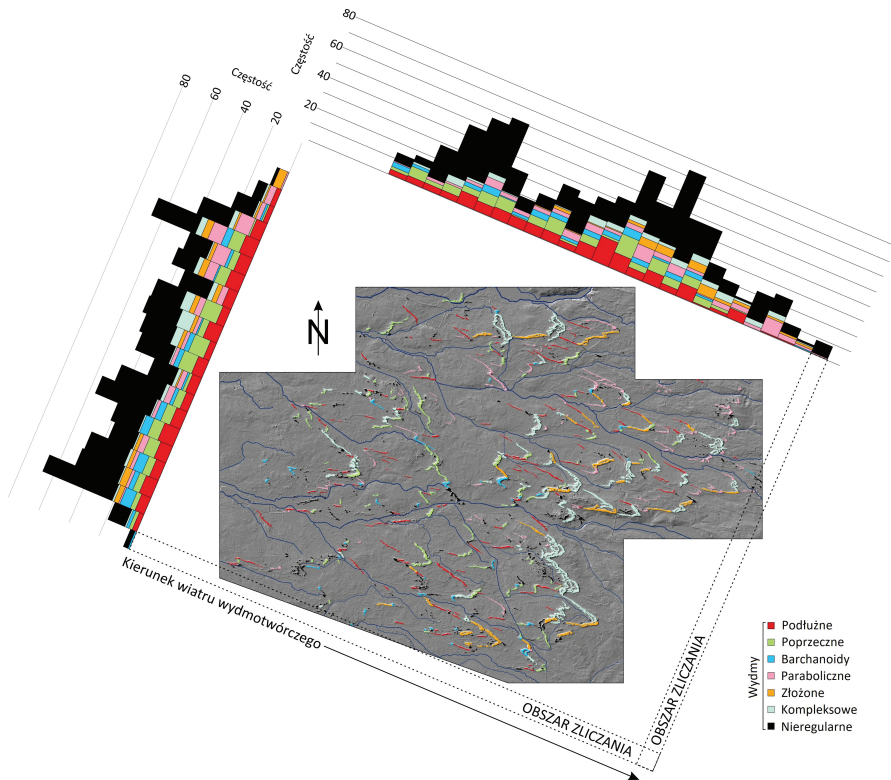 80
60
40
20
Częstość
Częstość
80
60
40
20
N
Kierunek wiatru wydmotwórczego
OBSZAR ZLICZANIA
OBSZAR ZLICZANIA
Wydmy
Podłużne
Poprzeczne
Barchanoidy
Paraboliczne
Złożone
Kompleksowe
Nieregularne